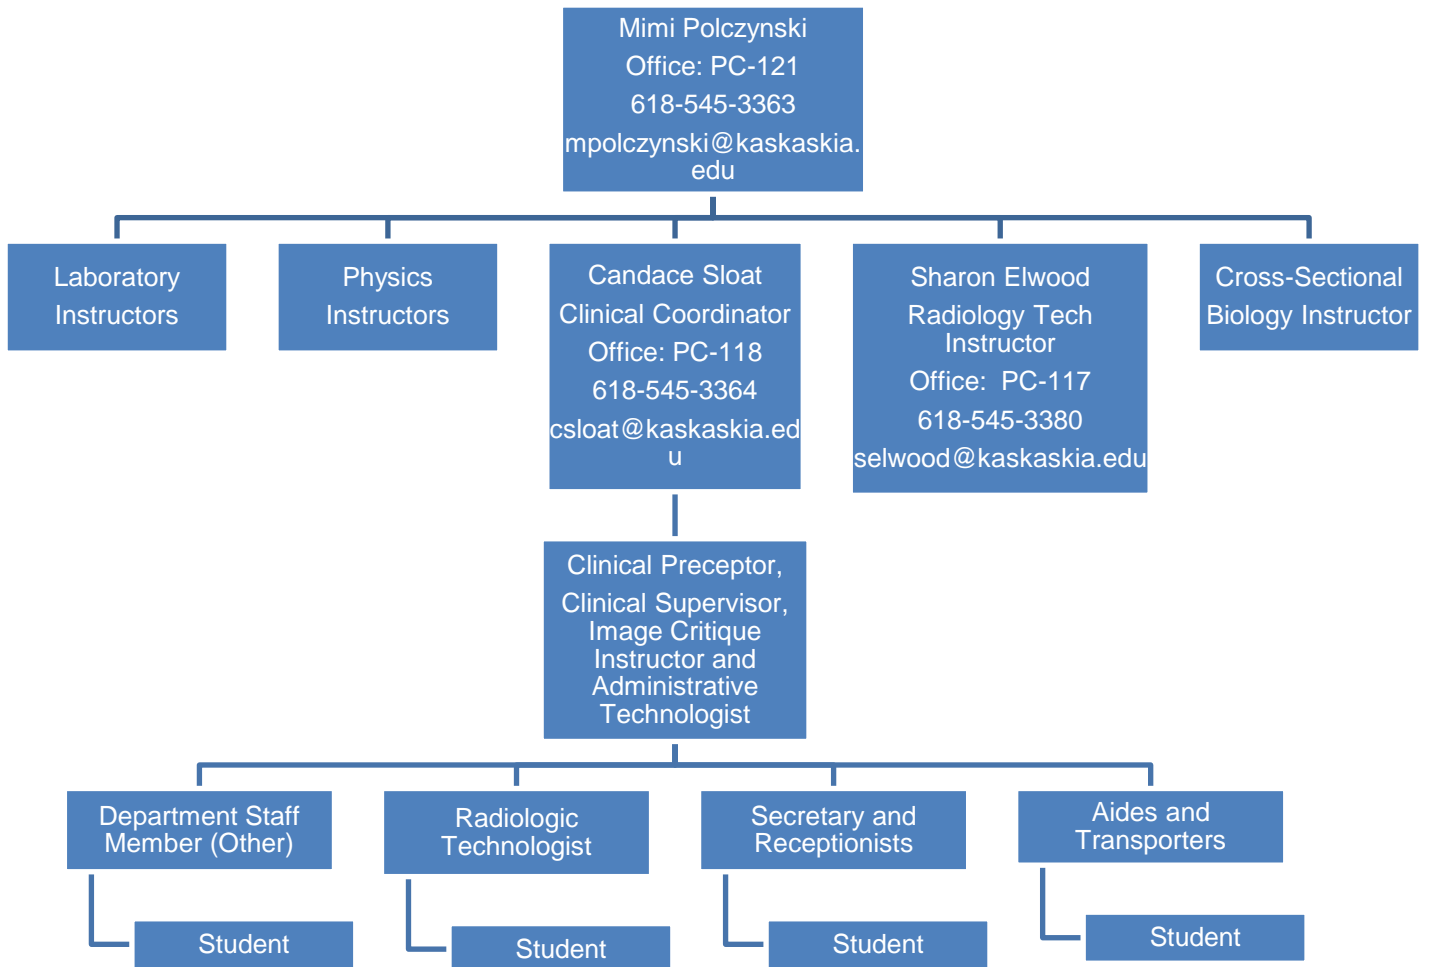 Mimi Polczynski
Office: PC-121
618-545-3363
mpolczynski@kaskaskia.
edu
Laboratory
Instructors
Physics
Instructors
Candace Sloat
Clinical Coordinator
Office: PC-118
618-545-3364
csloat@kaskaskia.ed
u
Sharon Elwood
Radiology Tech
Instructor
Office: PC-117
618-545-3380
selwood@kaskaskia.edu
Cross-Sectional
Biology Instructor
Clinical Preceptor,
Clinical Supervisor,
Image Critique
Instructor and
Administrative
Technologist
Department Staff
Member (Other)
Radiologic
Technologist
Secretary and
Receptionists
Aides and
Transporters
Student
Student
Student
Student